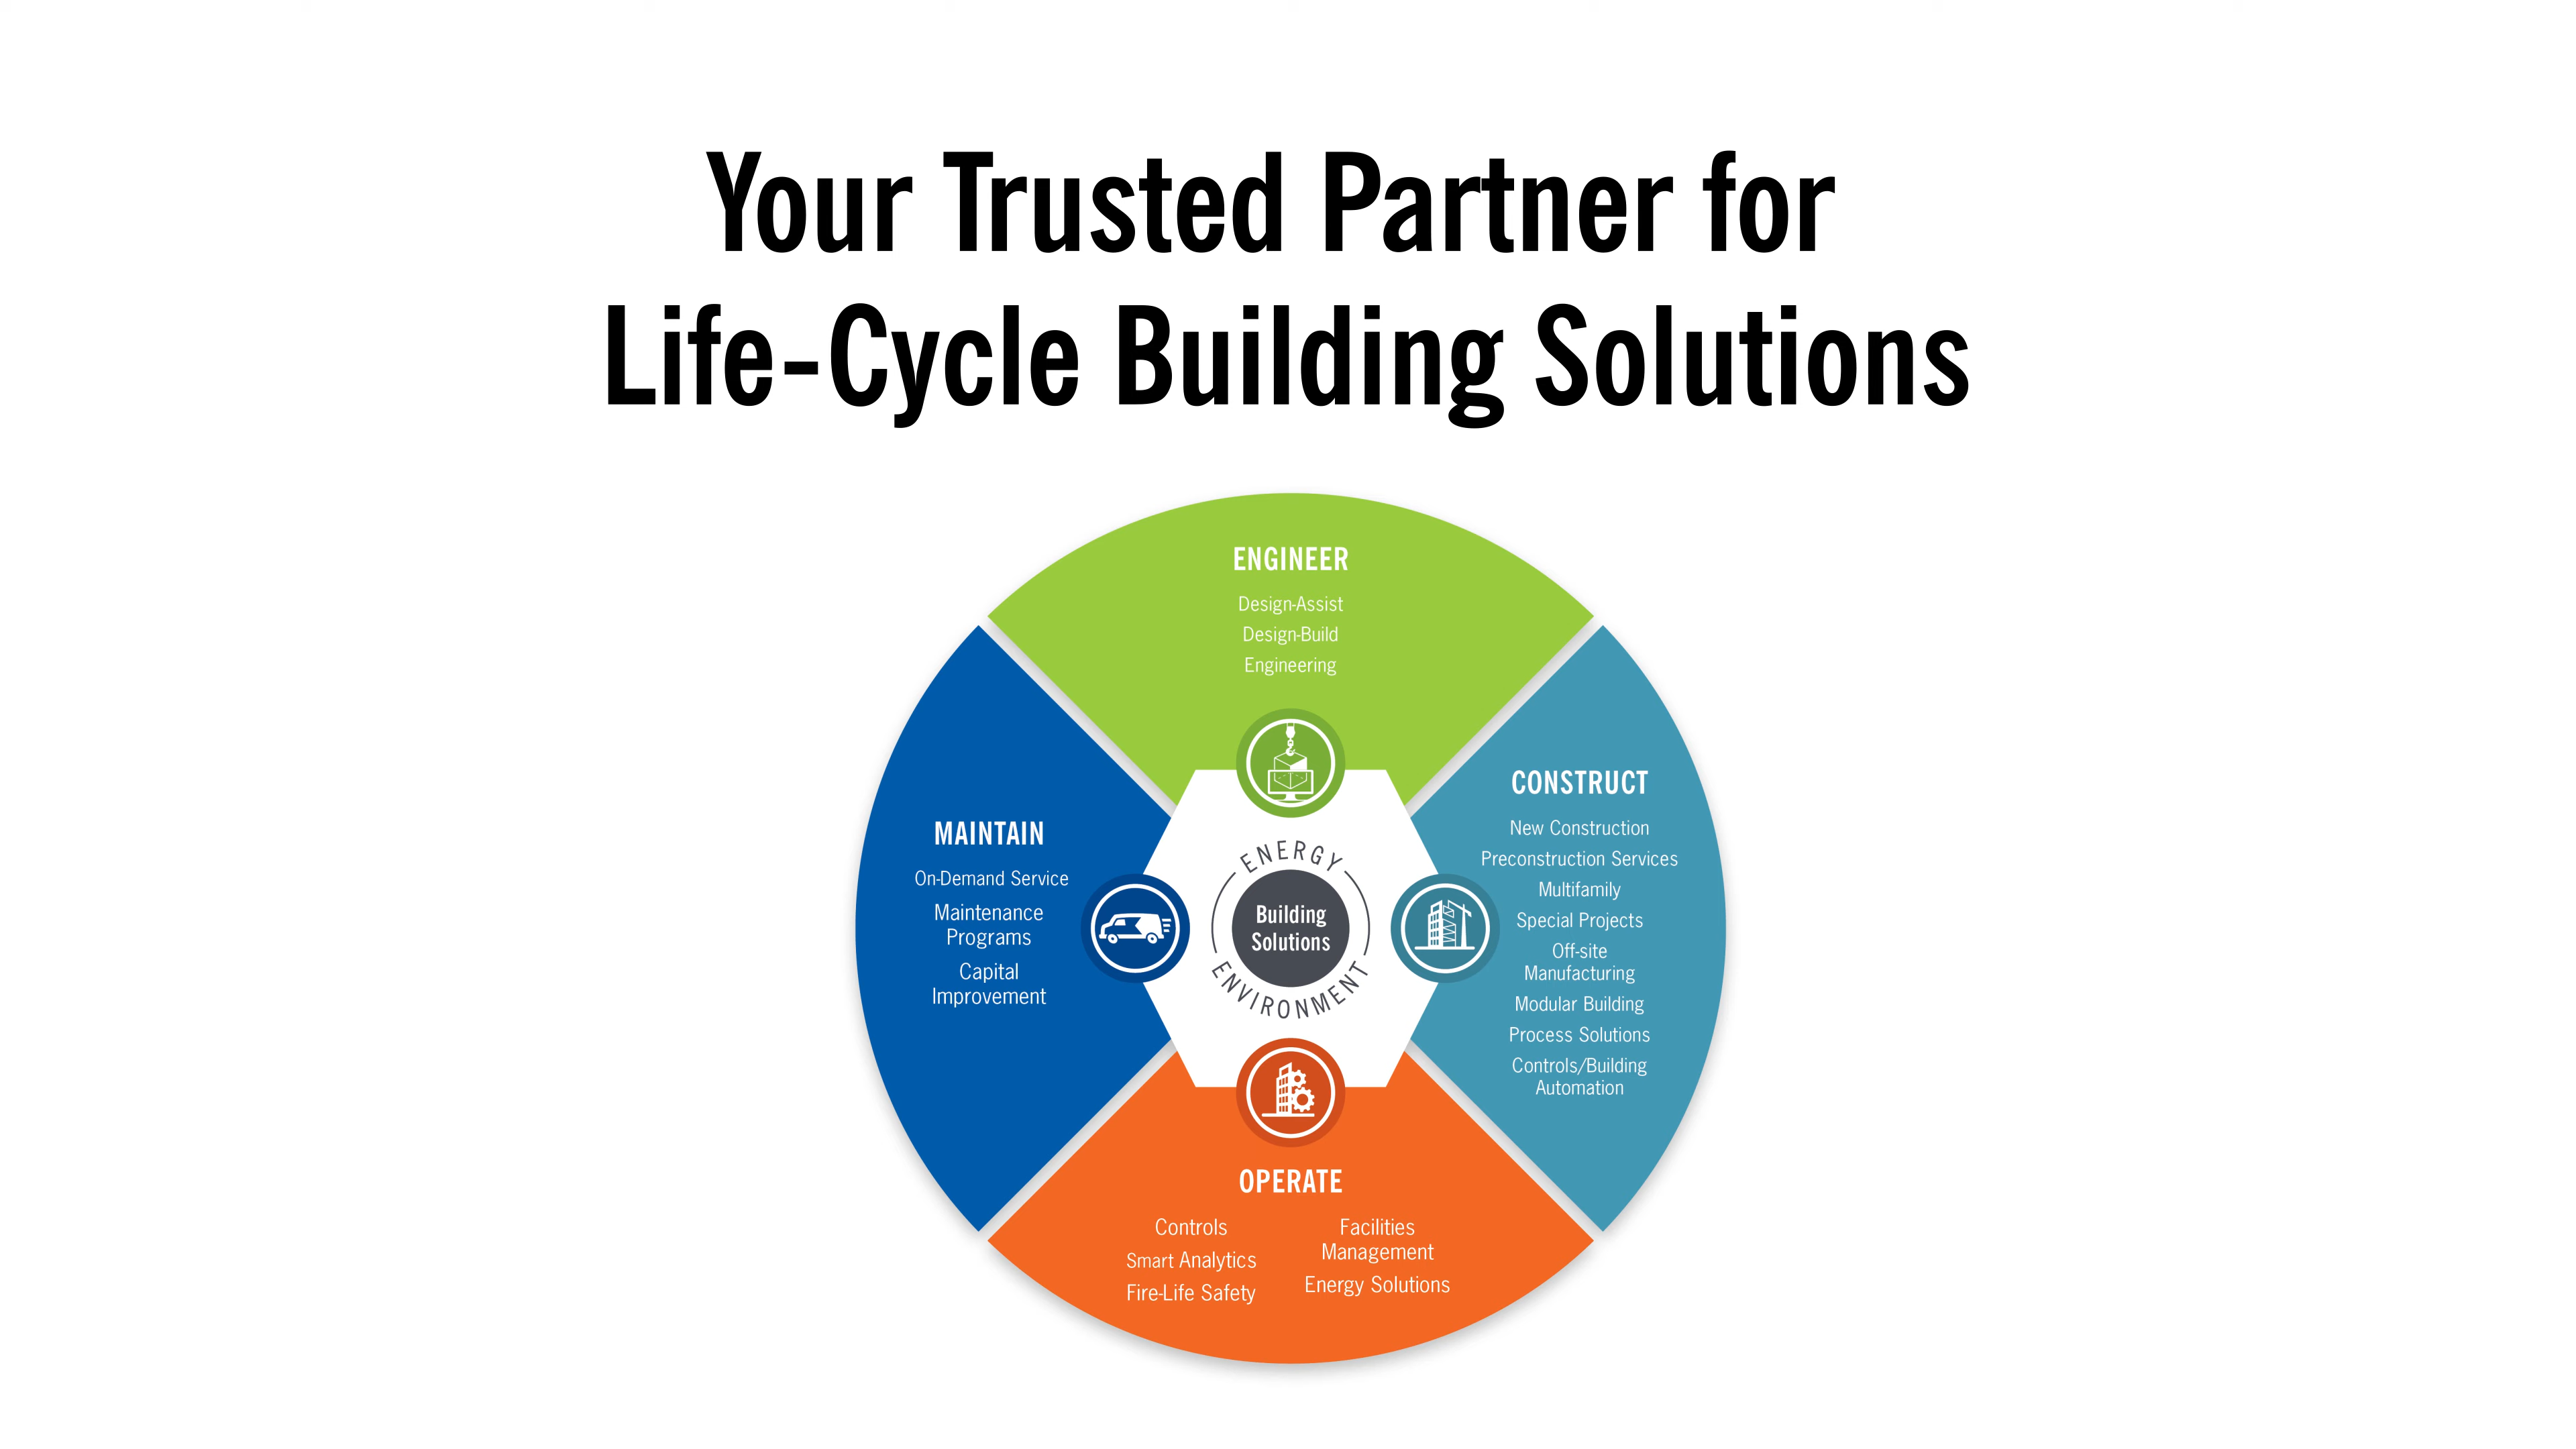 Your Trusted Partner for
Life-Cycle Building Solutions
ENGINEER
Design-Assist
Design-Build
Engineering
CONSTRUCT
New Construction
Preconstruction Services
Multifamily
Special Projects
Off-site
Manufacturing
Modular Building
Process Solutions
Controls/Building
Automation
OPERATE
Controls
Smart Analytics
Fire-Life Safety
Facilities
Management
Energy Solutions
MAINTAIN
On-Demand Service
Maintenance
Programs
Capital
Improvement
ENERGY
Building
Solutions
ENVIRONMENT